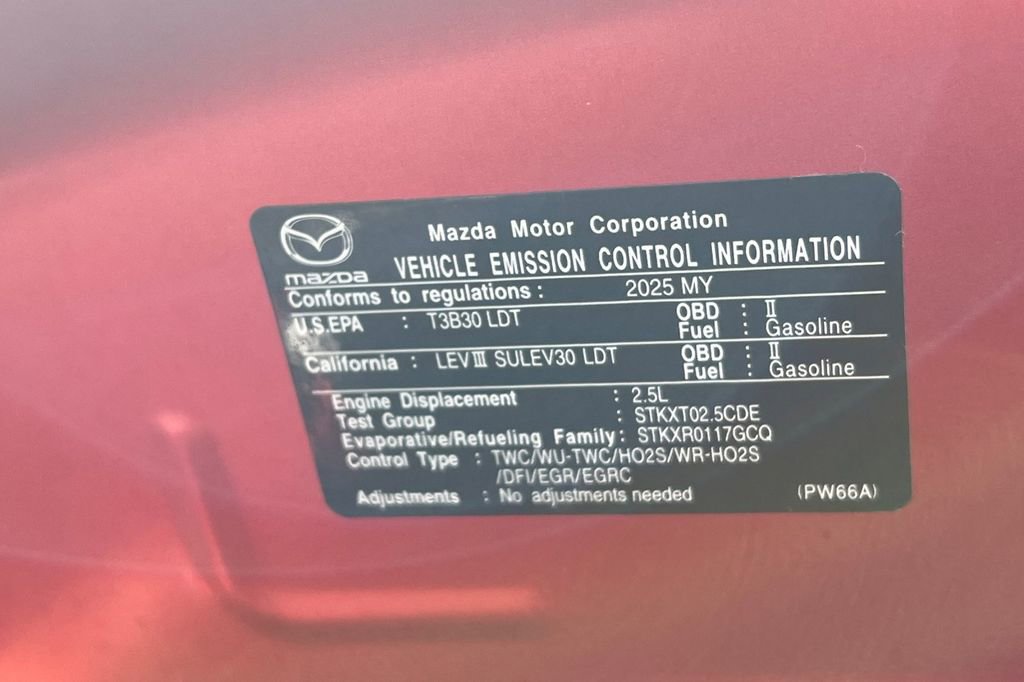 Mazda Motor Corporation
mazda
VEHICLE EMISSION CONTROL INFORMATION
Conforms to regulations : 2025 MY
U.S.EPA : T3B30 LDT OBD : II
Fuel : Gasoline
California : LEV III SULEV30 LDT OBD : II
Fuel : Gasoline
Engine Displacement : 2.5L
Test Group : STKXT02.5CDE
Evaporative/Refueling Family : STKXR0117GCQ
Control Type : TWC/WU-TWC/HO2S/WR-HO2S
/DFI/EGR/EGRC
Adjustments : No adjustments needed (PW66A)